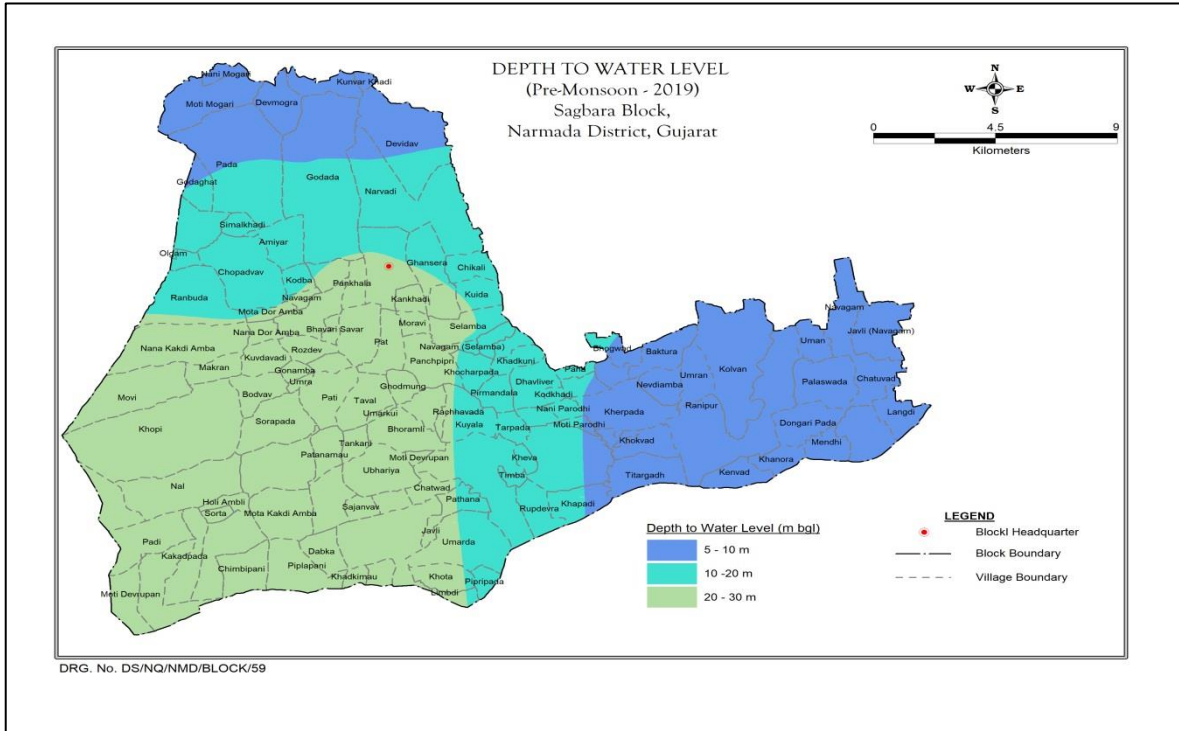 DEPTH TO WATER LEVEL
(Pre-Monsoon - 2019)
Sagbara Block,
Narmada District, Gujarat
N
W E
S
0 4.5 9
Kilometers
Nani Mogari
Kunvar Khadi
Moti Mogari
Devmogra
Devidav
Pada
Godaghat
Godada
Narvadi
Simalkhadi
Amiyar
Olgam
Chopadvav
Kodba
Ghansera
Chikali
Pankhala
Ranbuda
Navagam
Kankhadi
Kuida
Mota Dor Amba
Nana Dor Amba
Bhavari Savar
Moravi
Selamba
Pat
Nana Kakdi Amba
Kuvdavadi
Rozdev
Navagam (Selamba)
Makran
Gonamba
Panchpipri
Khadkuni
Umra
Khocharpada
Dhavliver
Movi
Bodvav
Pati
Taval
Ghodmung
Pirmandala
Kodkhadi
Umarkui
Rachhavada
Nani Parodhi
Khopi
Sorapada
Bhoramli
Kuyala
Tarpada
Moti Parodhi
Tankani
Patanamau
Moti Devrupan
Kheva
Ubhariya
Timba
Nal
Chatwad
Pathana
Holi Ambli
Sorta
Mota Kakdi Amba
Sajanvav
Rupdevra
Khapadi
Javli
Umarda
Padi
Kakadpada
Dabka
Chimbipani
Piplapani
Khadkimau
Khota
Pipripada
Limbdi
Moti Devrupan
Bhogwad
Baktura
Navagam
Javli (Navagam)
Uman
Umran
Kolvan
Nevdiamba
Palaswada
Chatuvad
Kherpada
Ranipur
Langdi
Dongari Pada
Khokvad
Mendhi
Khanora
Titargadh
Kenvad
Depth to Water Level (m bgl)
5 - 10 m
10 -20 m
20 - 30 m
LEGEND
Blockl Headquarter
Block Boundary
Village Boundary
DRG. No. DS/NQ/NMD/BLOCK/59